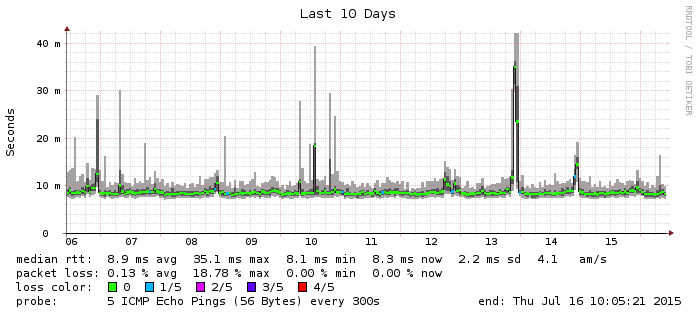 Last 10 Days
RRDTOOL / TOBI OETIKER
Seconds
40 m
30 m
20 m
10 m
0
06 07 08 09 10 11 12 13 14 15
median rtt: 8.9 ms avg 35.1 ms max 8.1 ms min 8.3 ms now 2.2 ms sd 4.1 am/s
packet loss: 0.13 % avg 18.78 % max 0.00 % min 0.00 % now
loss color: 0 1/5 2/5 3/5 4/5
probe: 5 ICMP Echo Pings (56 Bytes) every 300s end: Thu Jul 16 10:05:21 2015